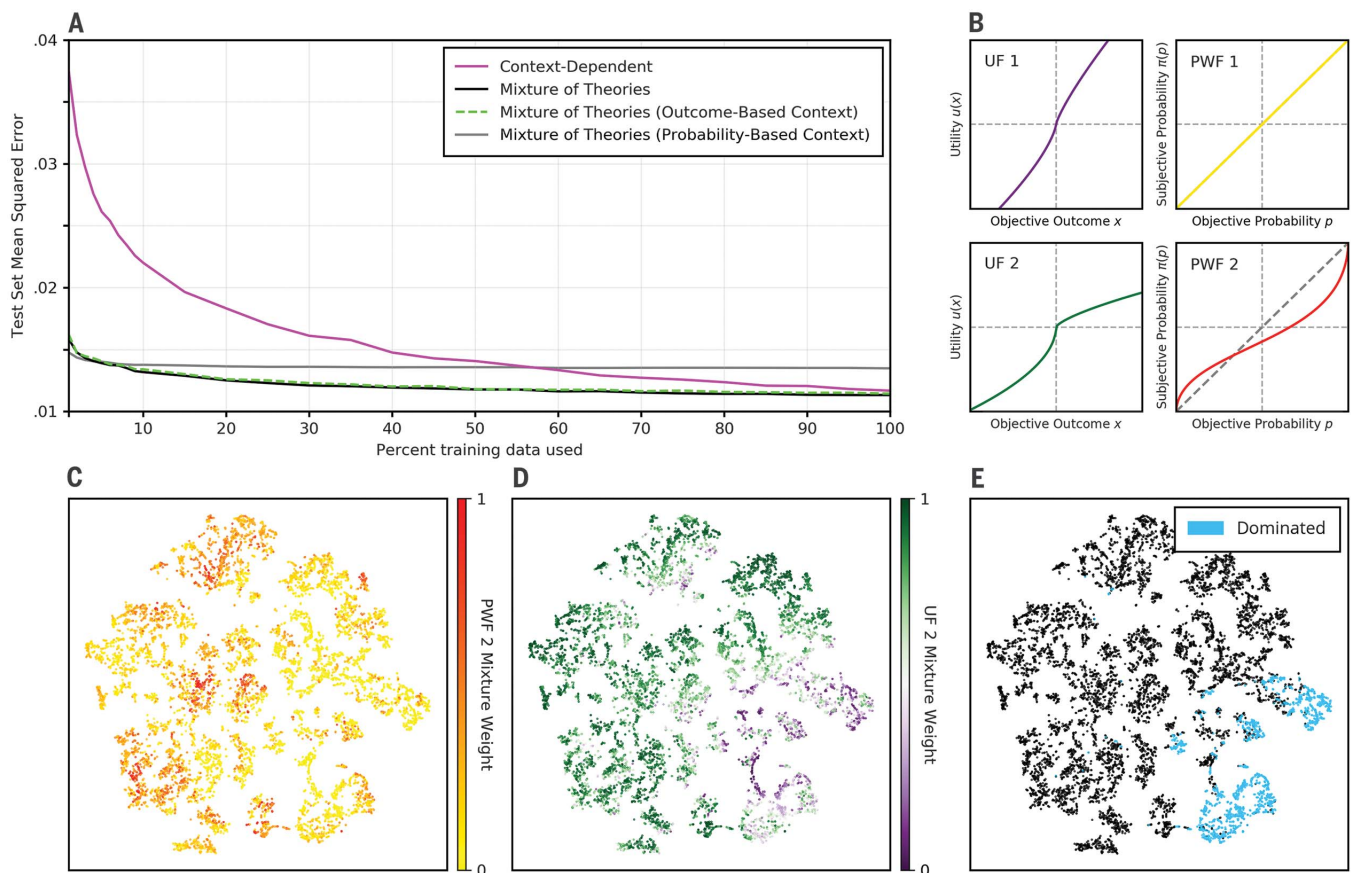 A
.04
.03
.02
.01
Test Set Mean Squared Error
Context-Dependent
Mixture of Theories
Mixture of Theories (Outcome-Based Context)
Mixture of Theories (Probability-Based Context)
10 20 30 40 50 60 70 80 90 100
Percent training data used
B
UF 1
Utility u(x)
Objective Outcome x
PWF 1
Subjective Probability π(p)
Objective Probability p
UF 2
Utility u(x)
Objective Outcome x
PWF 2
Subjective Probability π(p)
Objective Probability p
C
1
PWF 2 Mixture Weight
0
D
1
UF 2 Mixture Weight
0
E
Dominated